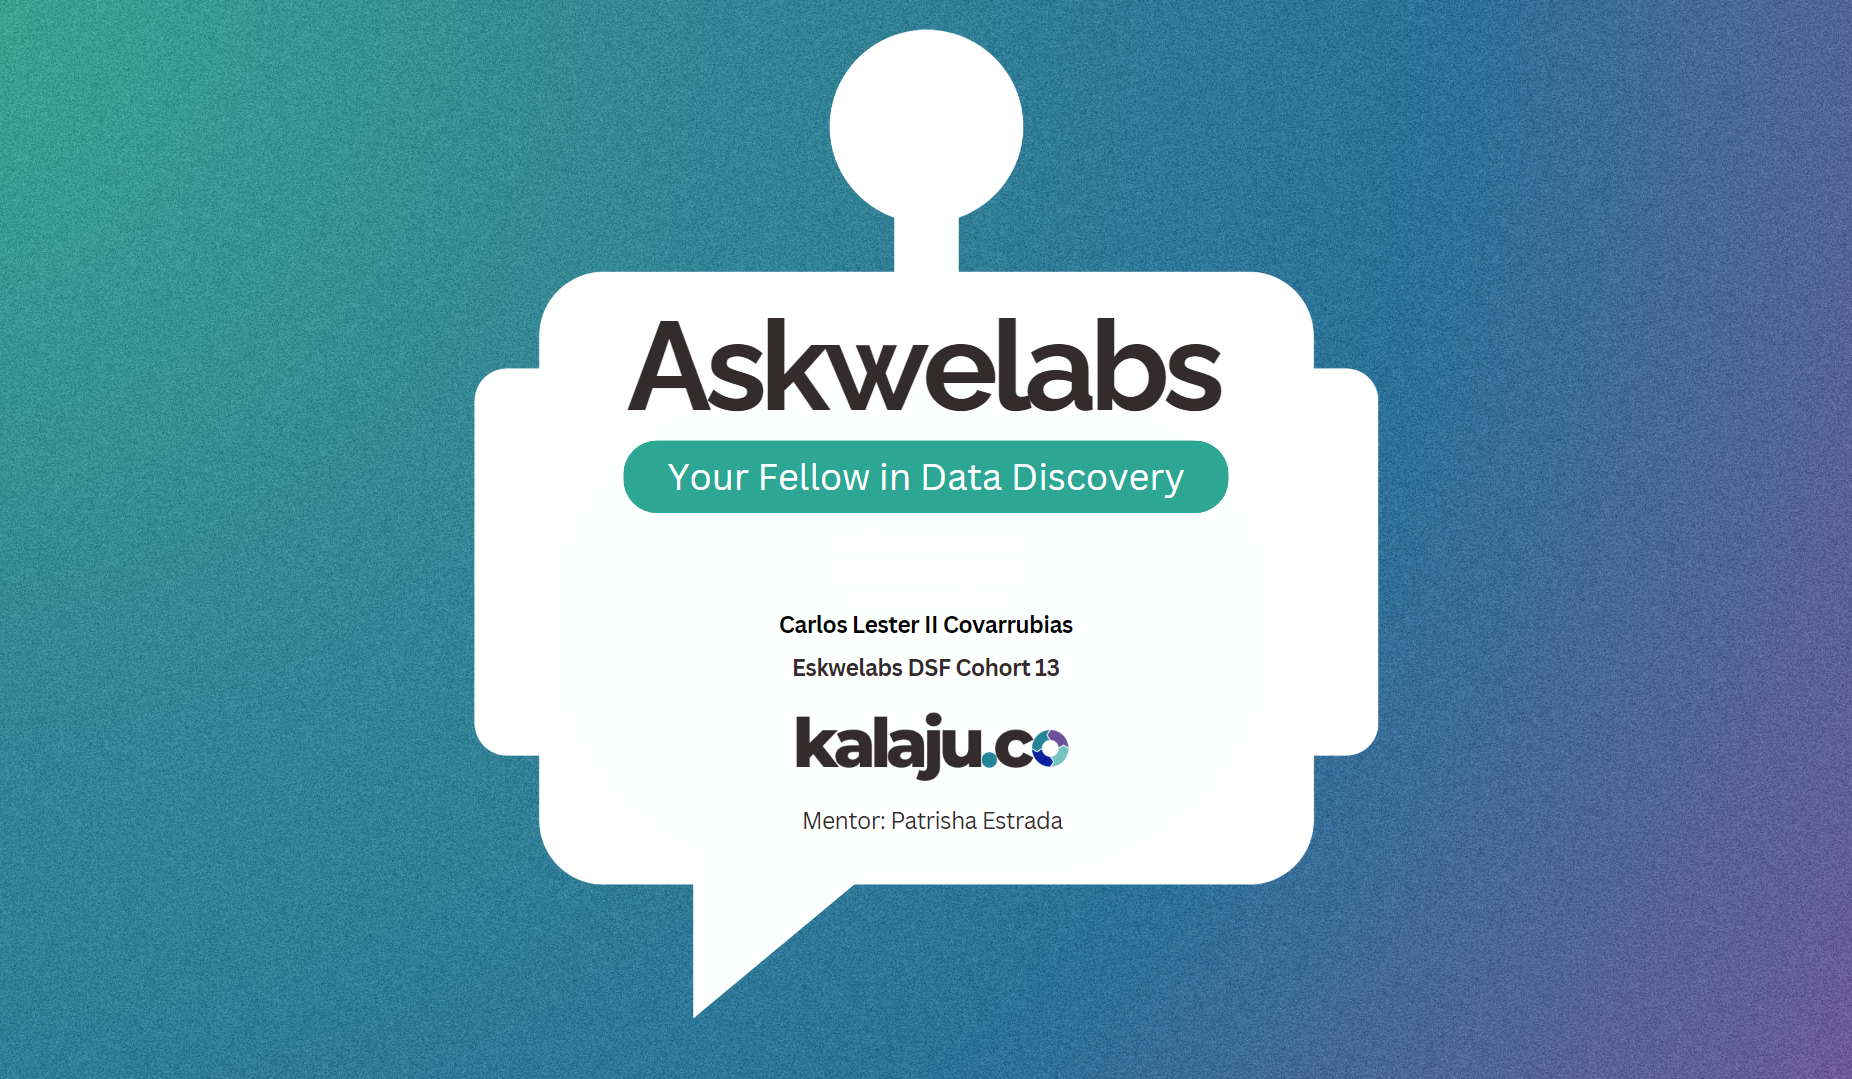 Askwelabs
Your Fellow in Data Discovery
Carlos Lester II Covarrubias
Eskwelabs DSF Cohort 13
kalaju.co
Mentor: Patrisha Estrada